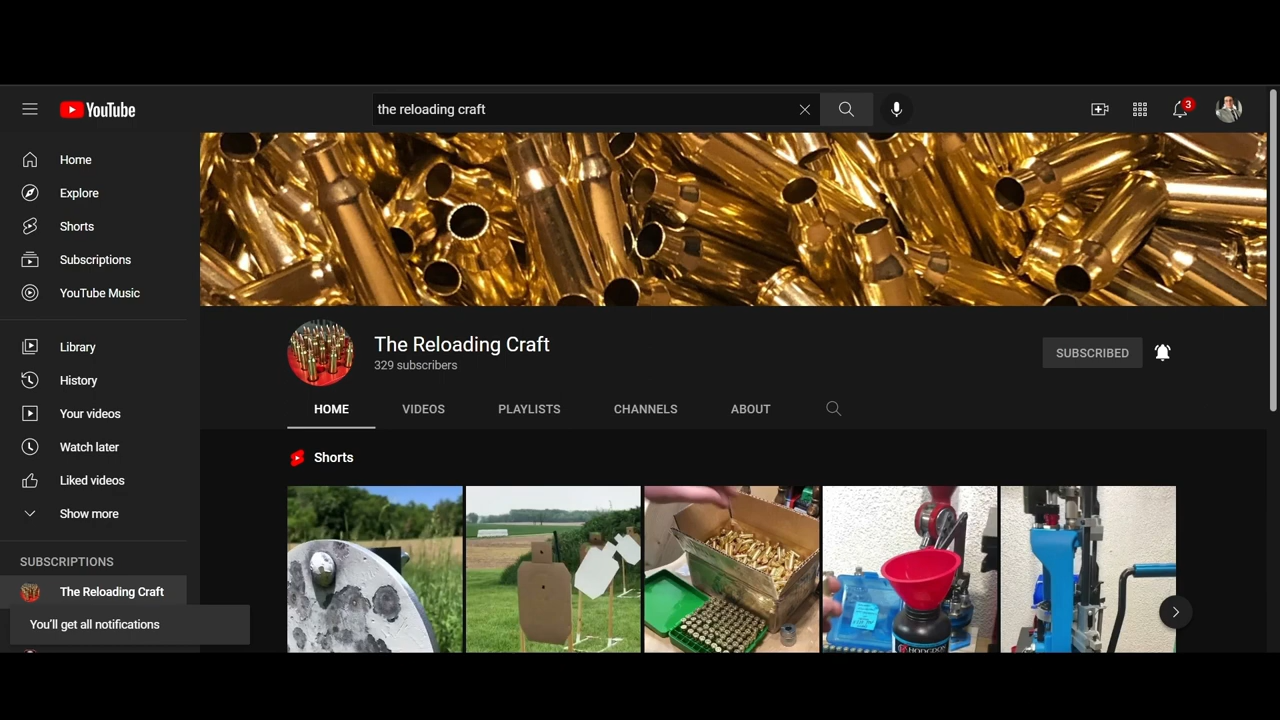 YouTube
the reloading craft
3
Home
Explore
Shorts
Subscriptions
YouTube Music
Library
History
Your videos
Watch later
Liked videos
Show more
SUBSCRIPTIONS
The Reloading Craft
You'll get all notifications
The Reloading Craft
329 subscribers
SUBSCRIBED
HOME
VIDEOS
PLAYLISTS
CHANNELS
ABOUT
Shorts
HODGDON